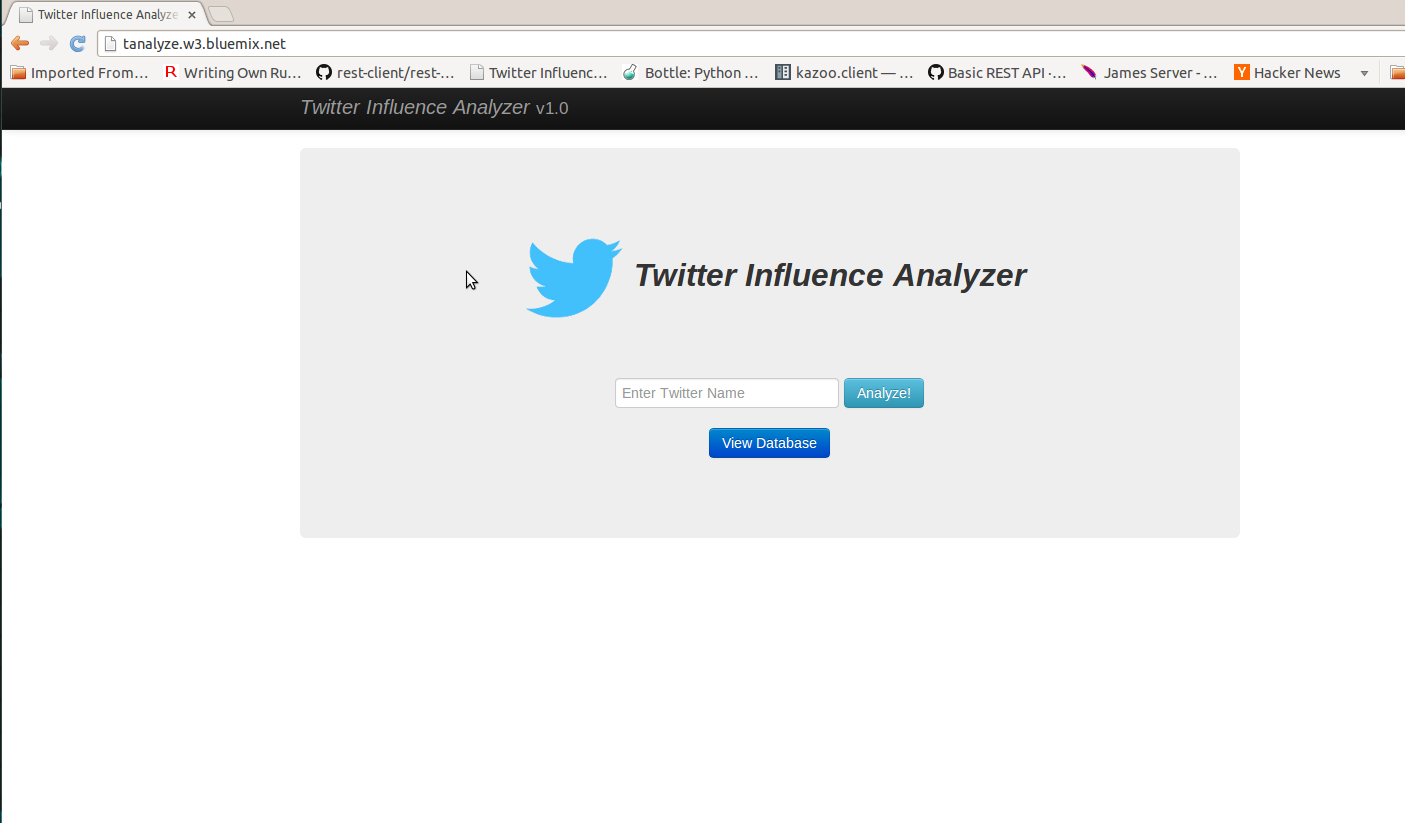 Twitter Influence Analyze
tanalyze.w3.bluemix.net
Imported From... Writing Own Ru... rest-client/rest-... Twitter Influenc... Bottle: Python ... kazoo.client — ... Basic REST API ·... James Server - ... Hacker News
Twitter Influence Analyzer v1.0
Twitter Influence Analyzer
Enter Twitter Name Analyze!
View Database